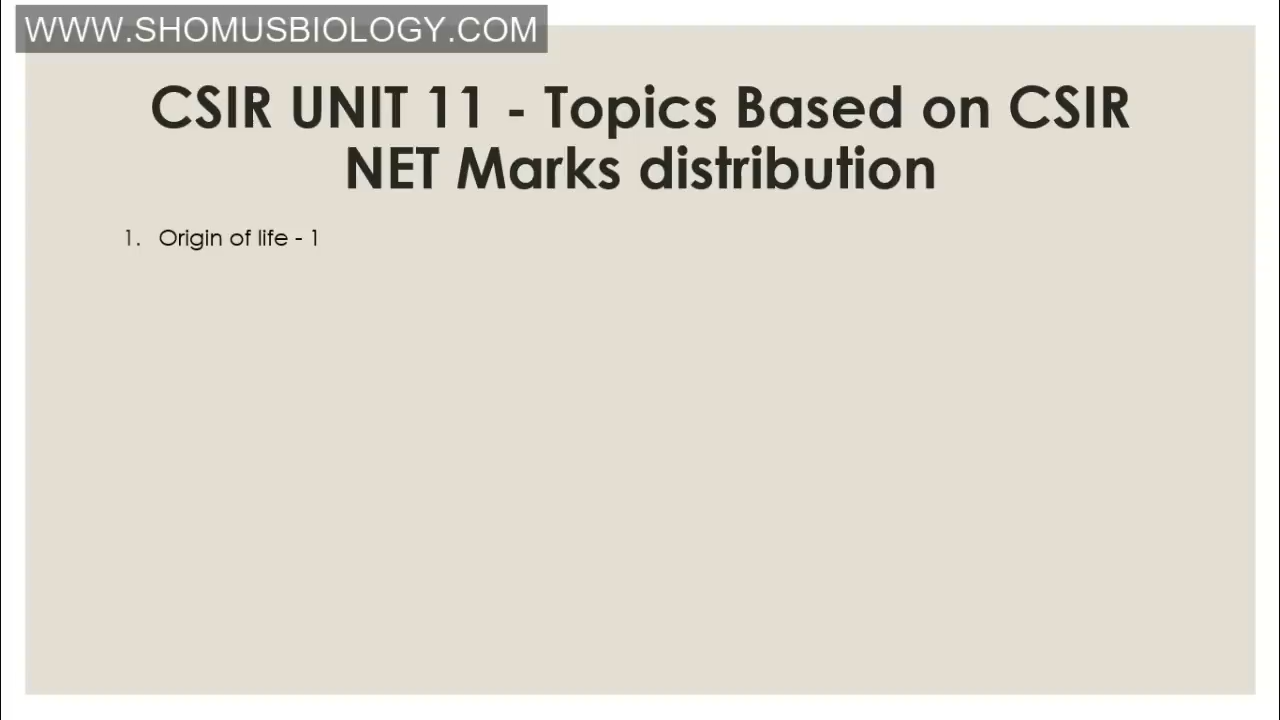 WWW.SHOMUSBIOLOGY.COM
CSIR UNIT 11 - Topics Based on CSIR
NET Marks distribution
1. Origin of life - 1